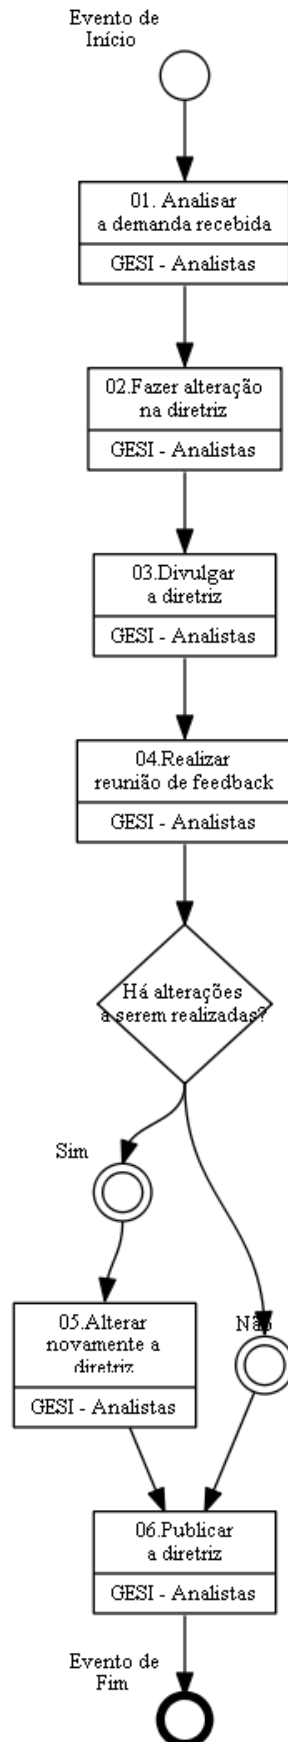 Evento de
Início
01. Analisar
a demanda recebida
GESI - Analistas
02.Fazer alteração
na diretriz
GESI - Analistas
03.Divulgar
a diretriz
GESI - Analistas
04.Realizar
reunião de feedback
GESI - Analistas
Há alterações
a serem realizadas?
Sim
05.Alterar
novamente a
diretriz
GESI - Analistas
Não
06.Publicar
a diretriz
GESI - Analistas
Evento de
Fim